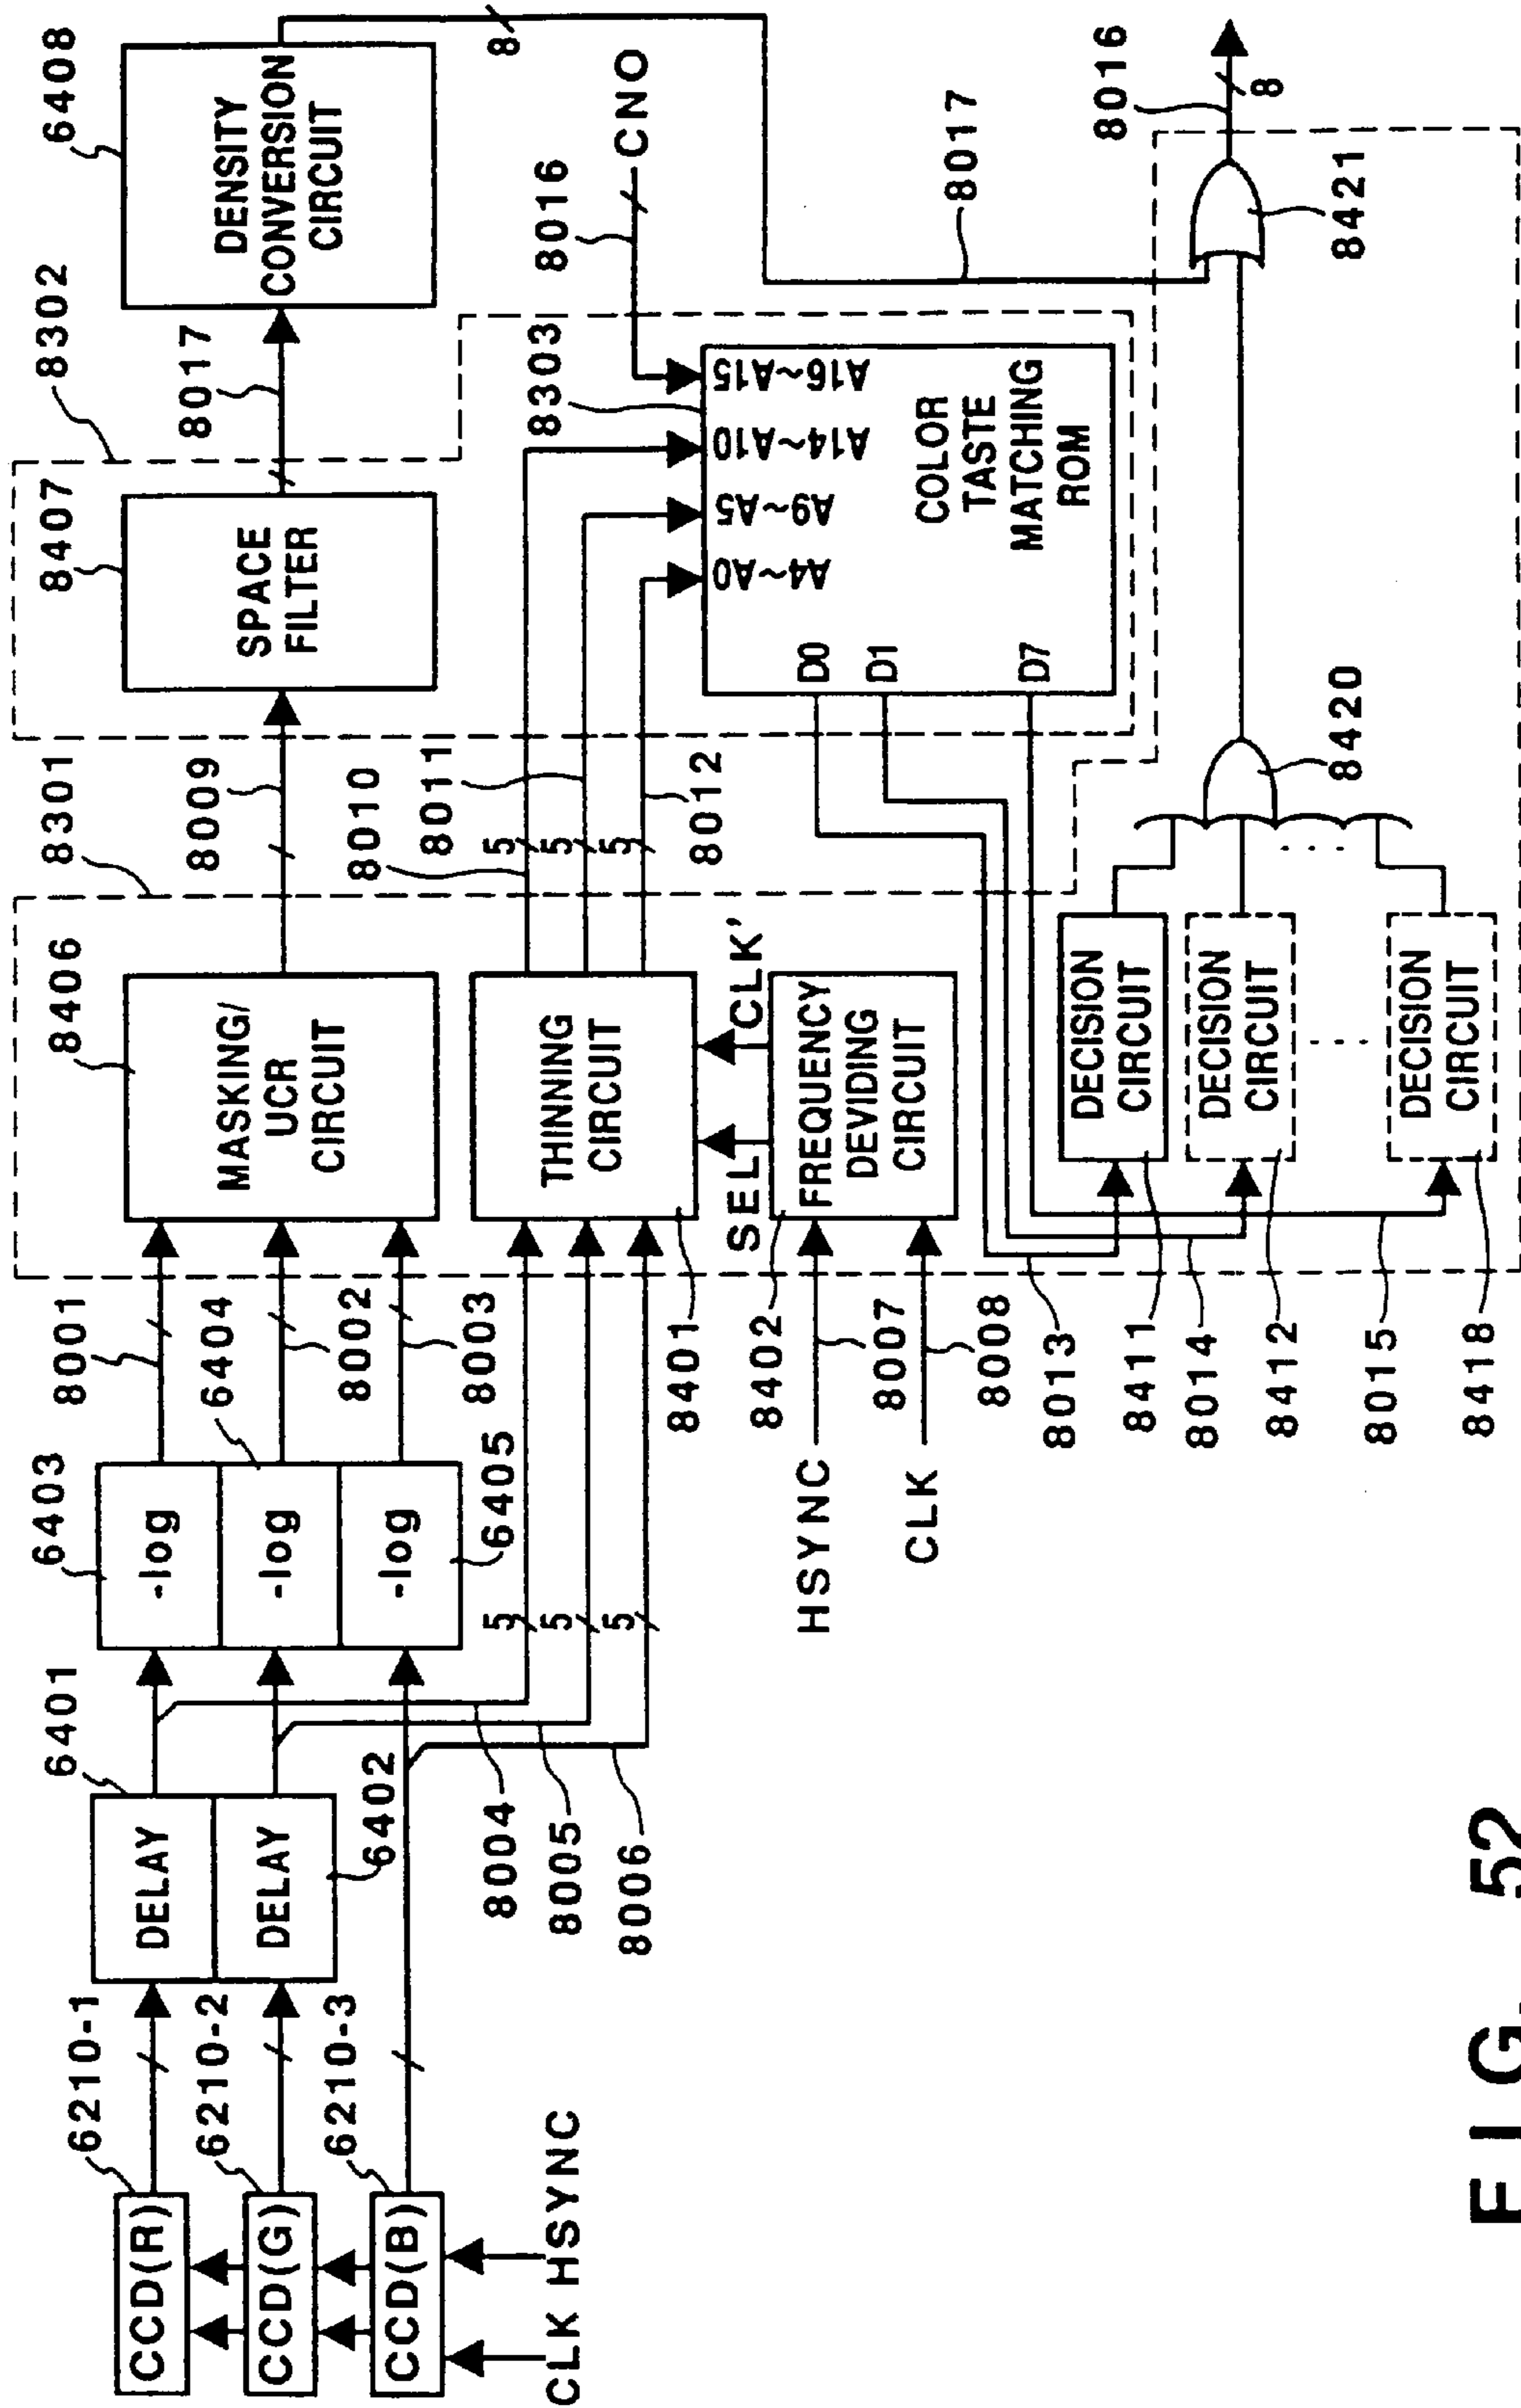 6210-1
6210-2
6210-3
CCD(R)
CCD(G)
CCD(B)
CLK HSYNC
6401
DELAY
DELAY
6402
8004
8005
8006
6403
-log
-log
-log
6404
6405
5
5
5
8001
8002
8003
8401
8402
HSYNC
CLK
8007
8008
8013
8411
8014
8412
8015
8418
8406
MASKING/
UCR
CIRCUIT
THINNING
CIRCUIT
SEL
CLK'
FREQUENCY
DEVIDING
CIRCUIT
DECISION
CIRCUIT
DECISION
CIRCUIT
DECISION
CIRCUIT
8301
8009
8010
8011
8012
5
5
5
8420
8407
SPACE
FILTER
8302
8017
8303
A4~A0
A9~A5
A14~A10
A16~A15
D0
D1
D7
COLOR
TASTE
MATCHING
ROM
6408
DENSITY
CONVERSION
CIRCUIT
8
8016
CNO
8017
8016
8
8421
FIG. 52